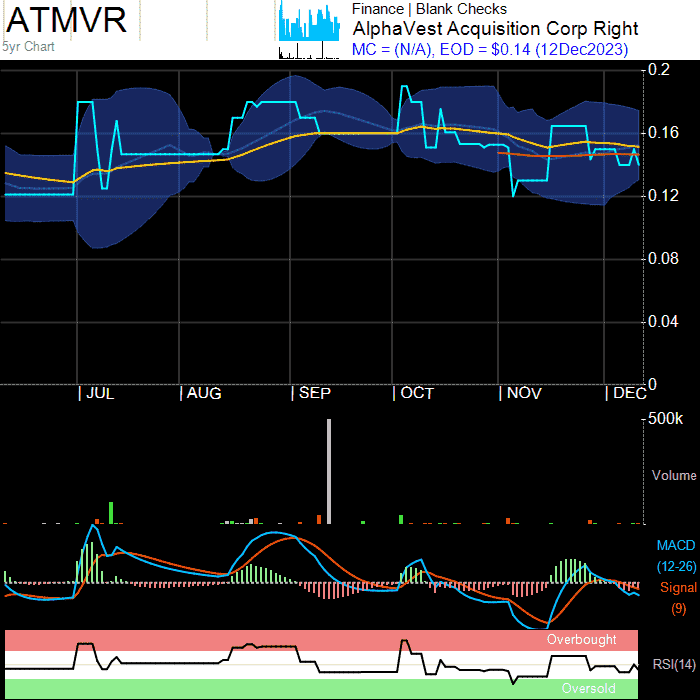 ATMVR
5yr Chart
Finance | Blank Checks
AlphaVest Acquisition Corp Right
MC = (N/A), EOD = $0.14 (12Dec2023)
0.2
0.16
0.12
0.08
0.04
0
| JUL | AUG | SEP | OCT | NOV | DEC
500k
Volume
MACD
(12-26)
Signal
(9)
Overbought
RSI(14)
Oversold